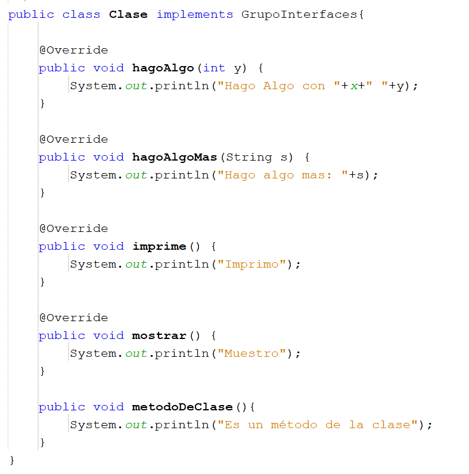 public class Clase implements GrupoInterfaces{
@Override
public void hagoAlgo(int y) {
System.out.println("Hago Algo con "+x+" "+y);
}
@Override
public void hagoAlgoMas(String s) {
System.out.println("Hago algo mas: "+s);
}
@Override
public void imprime() {
System.out.println("Imprimo");
}
@Override
public void mostrar() {
System.out.println("Muestro");
}
public void metodoDeClase(){
System.out.println("Es un método de la clase");
}
}